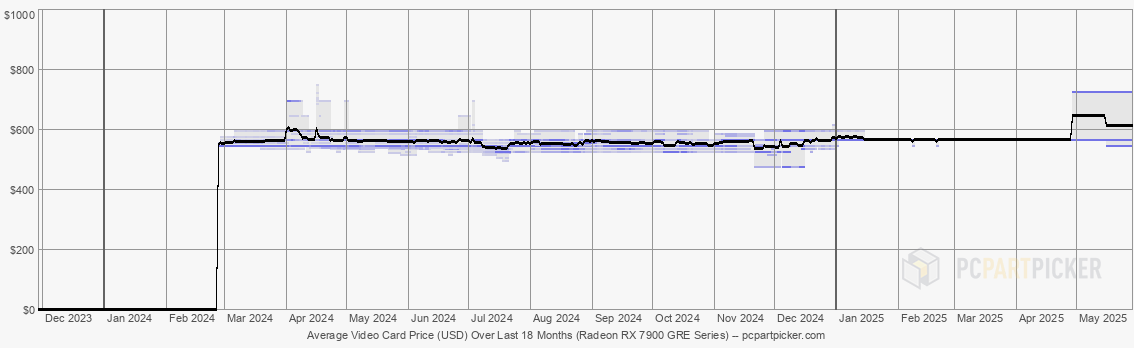 $1000
$800
$600
$400
$200
$0
Dec 2023 Jan 2024 Feb 2024 Mar 2024 Apr 2024 May 2024 Jun 2024 Jul 2024 Aug 2024 Sep 2024 Oct 2024 Nov 2024 Dec 2024 Jan 2025 Feb 2025 Mar 2025 Apr 2025 May 2025
PCPARTPICKER
Average Video Card Price (USD) Over Last 18 Months (Radeon RX 7900 GRE Series) – pcpartpicker.com